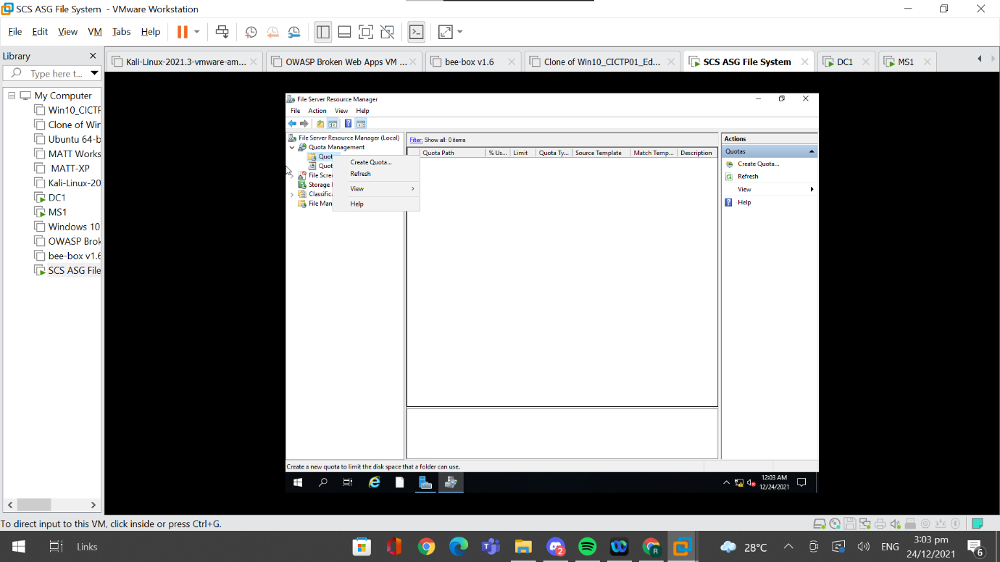 SCS ASG File System - VMware Workstation
File Edit View VM Tabs Help
Library
Type here t...
My Computer
Win10_CICTF
Clone of Wir
Ubuntu 64-b
MATT Works
MATT-XP
Kali-Linux-20
DC1
MS1
Windows 10
OWASP Brok
bee-box v1.6
SCS ASG File
Kali-Linux-2021.3-vmware-am... OWASP Broken Web Apps VM ... bee-box v1.6 Clone of Win10_CICTP01_Ed... SCS ASG File System DC1 MS1
File Server Resource Manager
File Action View Help
File Server Resource Manager (Local)
Quota Management
Quot
Quot
File Scre
Storage
Classifica
File Man
Create Quota...
Refresh
View
Help
Filter: Show all: 0 items
Quota Path % Us... Limit Quota Ty... Source Template Match Temp... Description
Actions
Quotas
Create Quota...
Refresh
View
Help
Create a new quota to limit the disk space that a folder can use.
12:03 AM
12/24/2021
To direct input to this VM, click inside or press Ctrl+G.
Links
2
R
28°C
ENG
3:03 pm
24/12/2021
6